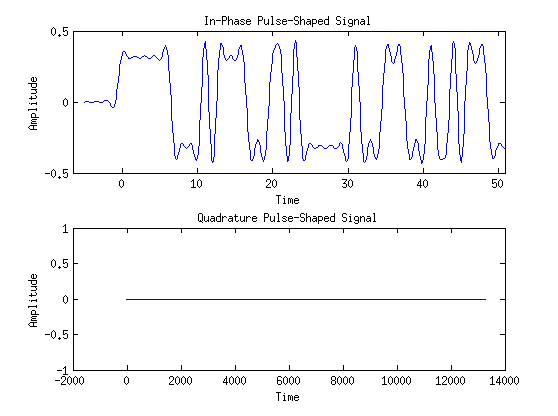 In-Phase Pulse-Shaped Signal
0.5
0
-0.5
Amplitude
0 10 20 30 40 50
Time
Quadrature Pulse-Shaped Signal
1
0.5
0
-0.5
-1
Amplitude
-2000 0 2000 4000 6000 8000 10000 12000 14000
Time